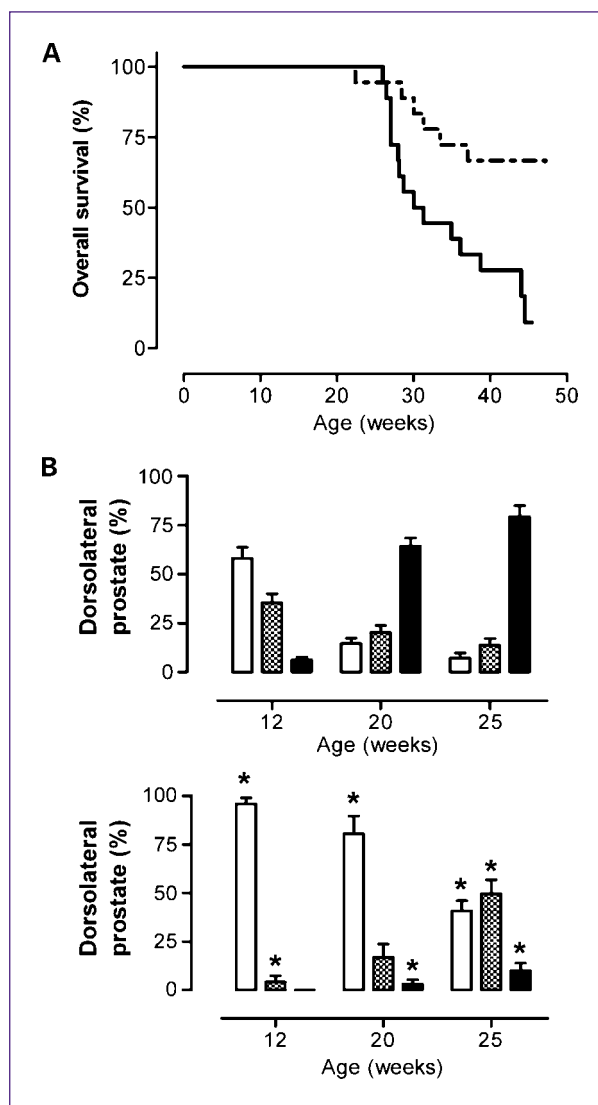 A
Overall survival (%)
100
75
50
25
0
0 10 20 30 40 50
Age (weeks)
B
Dorsolateral
prostate (%)
100
75
50
25
0
12 20 25
Age (weeks)
Dorsolateral
prostate (%)
100
75
50
25
0
* * * * * * *
12 20 25
Age (weeks)